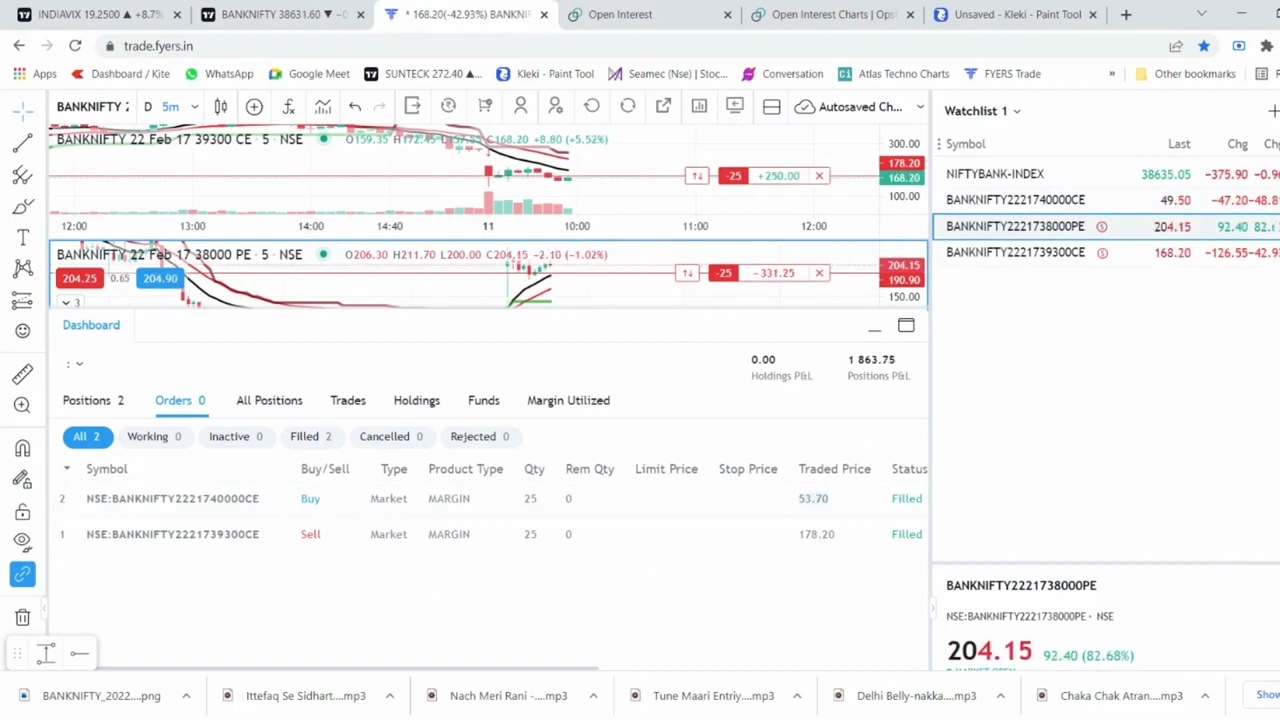 INDIAVIX 19.2500 ▲ +8.7%
BANKNIFTY 38631.60 ▼ −
* 168.20(-42.93%) BANKNI
Open Interest
Open Interest Charts | Ops
Unsaved - Kleki - Paint Tool
trade.fyers.in
Apps
Dashboard / Kite
WhatsApp
Google Meet
SUNTECK 272.40 ▲...
Kleki - Paint Tool
Seamec (Nse) | Stoc...
Conversation
Atlas Techno Charts
FYERS Trade
»
Other bookmarks
BANKNIFTY 2
D 5m
Autosaved Ch...
Watchlist 1
BANKNIFTY 22 Feb 17 39300 CE · 5 · NSE
H172.45
C168.20 +8.80 (+5.52%)
300.00
178.20
168.20
100.00
-25 +250.00
12:00 13:00 14:00 14:40 11 10:00 11:00 12:00
BANKNIFTY 22 Feb 17 38000 PE · 5 · NSE
O206.30 H211.70 L200.00 C204.15 −2.10 (−1.02%)
204.25 0.65 204.90
3
-25 −331.25
204.15
190.90
150.00
Symbol Last Chg
NIFTYBANK-INDEX 38635.05 -375.90 -0.96
BANKNIFTY2221740000CE 49.50 -47.20 -48.8
BANKNIFTY2221738000PE 204.15 92.40 82.6
BANKNIFTY2221739300CE 168.20 -126.55 -42.9
Dashboard
0.00 1 863.75
Holdings P&L Positions P&L
Positions 2 Orders 0 All Positions Trades Holdings Funds Margin Utilized
All 2 Working 0 Inactive 0 Filled 2 Cancelled 0 Rejected 0
Symbol Buy/Sell Type Product Type Qty Rem Qty Limit Price Stop Price Traded Price Status
2 NSE:BANKNIFTY2221740000CE Buy Market MARGIN 25 0 53.70 Filled
1 NSE:BANKNIFTY2221739300CE Sell Market MARGIN 25 0 178.20 Filled
BANKNIFTY2221738000PE
NSE:BANKNIFTY2221738000PE · NSE
204.15 92.40 (82.68%)
BANKNIFTY_2022....png
Ittefaq Se Sidhart....mp3
Nach Meri Rani -....mp3
Tune Maari Entriy....mp3
Delhi Belly-nakka....mp3
Chaka Chak Atran....mp3
Show